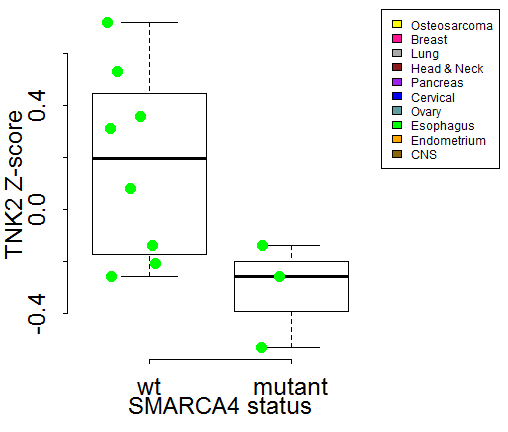 Osteosarcoma
Breast
Lung
Head & Neck
Pancreas
Cervical
Ovary
Esophagus
Endometrium
CNS
TNK2 Z-score
0.4
0.0
-0.4
wt mutant
SMARCA4 status